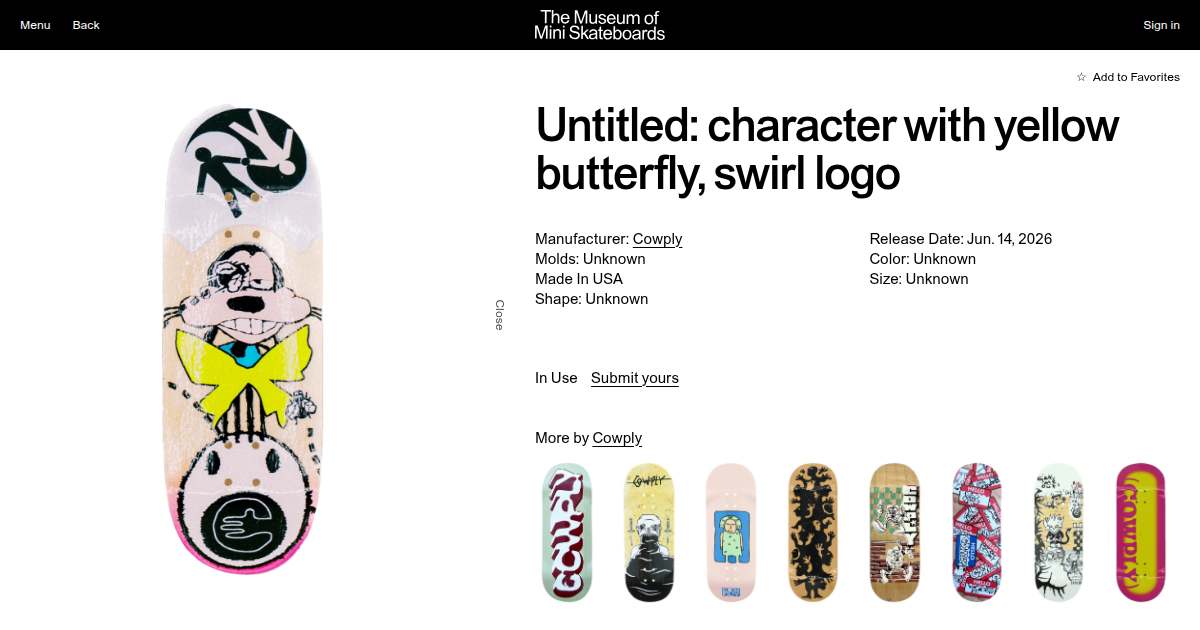 Menu
Back
The Museum of
Mini Skateboards
Sign in
☆ Add to Favorites
Untitled: character with yellow
butterfly, swirl logo
Manufacturer: Cowply
Molds: Unknown
Made In USA
Shape: Unknown
Release Date: Jun. 14, 2026
Color: Unknown
Size: Unknown
Close
In Use Submit yours
More by Cowply
COWPLY
COWPLY